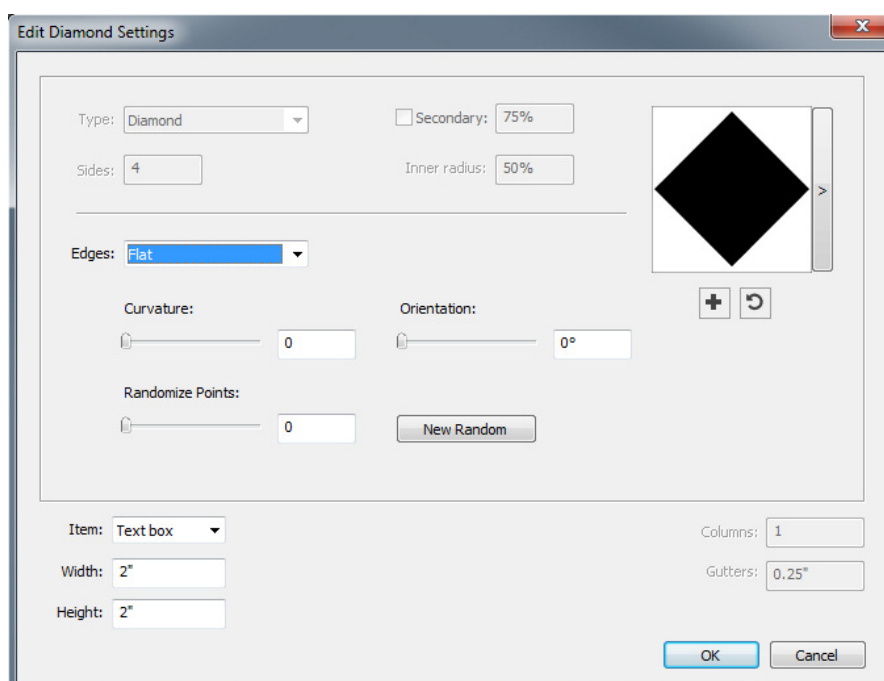 Edit Diamond Settings
X
Type: Diamond
Secondary: 75%
Sides: 4
Inner radius: 50%
>
Edges: Flat
Curvature:
Orientation:
0
0°
Randomize Points:
0
New Random
Item: Text box
Columns: 1
Width: 2"
Gutters: 0.25"
Height: 2"
OK
Cancel